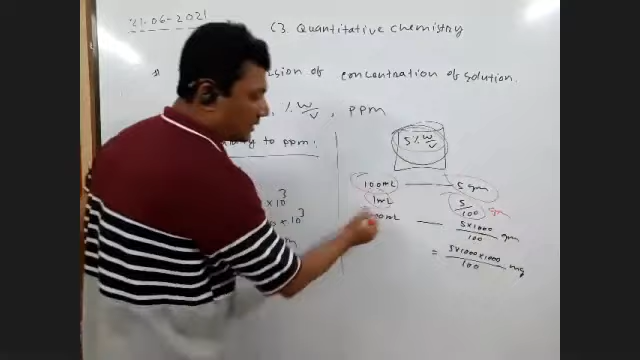 21-06-2021
C3 Quantitative Chemistry
of concentration of solution.
% W/V , ppm
to ppm.
× 10³
× 10³
5% W/V
100mL — 5 gm
1mL 5/100 gm
mL — 5×1000/100 gm
= 5×1000×1000/100 mg